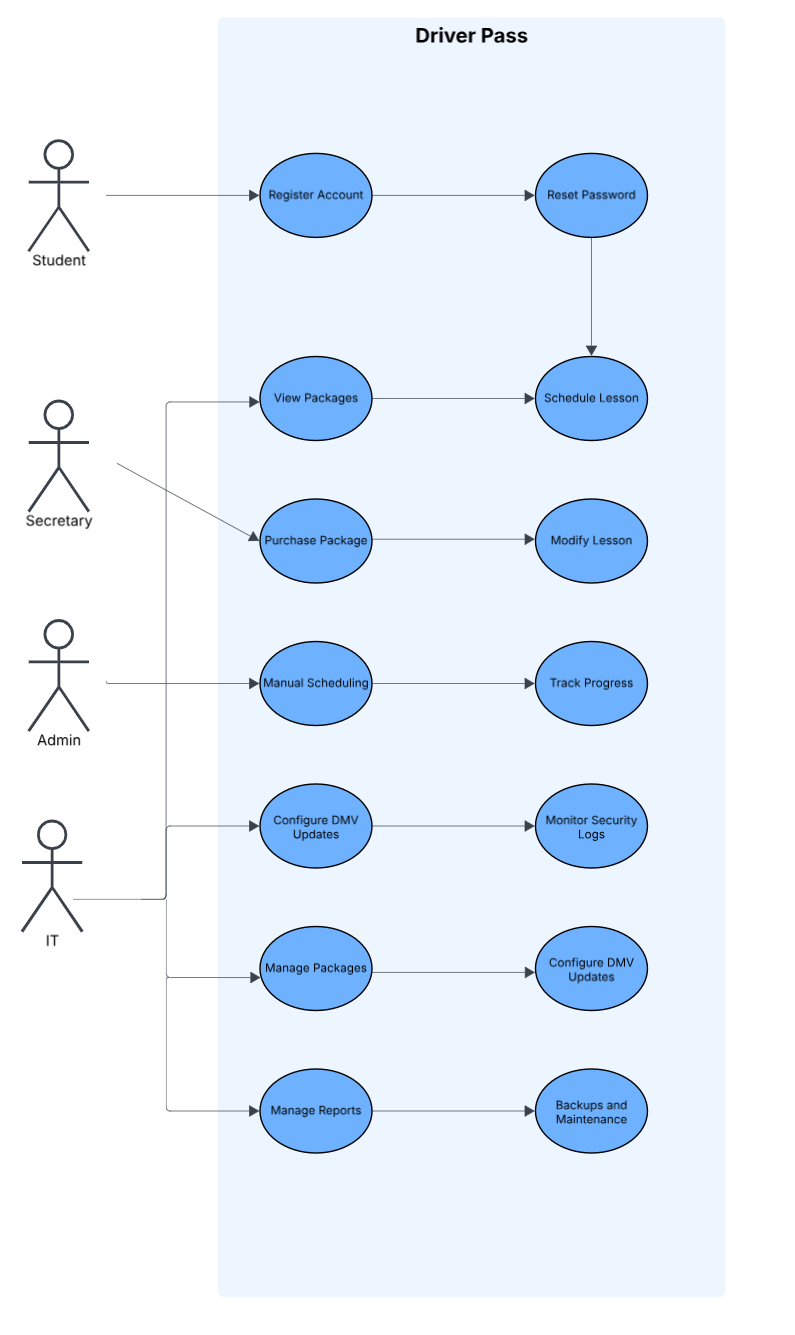 Driver Pass
Student
Register Account
Reset Password
Secretary
View Packages
Schedule Lesson
Purchase Package
Modify Lesson
Admin
Manual Scheduling
Track Progress
IT
Configure DMV
Updates
Monitor Security
Logs
Manage Packages
Configure DMV
Updates
Manage Reports
Backups and
Maintenance